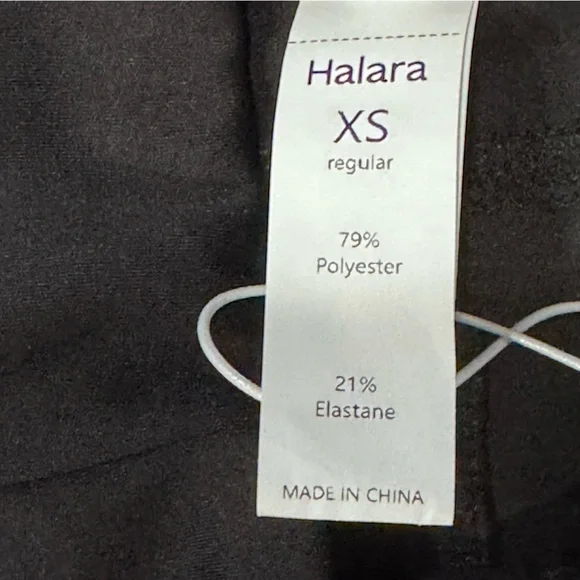 Halara
XS
regular
79%
Polyester
21%
Elastane
MADE IN CHINA